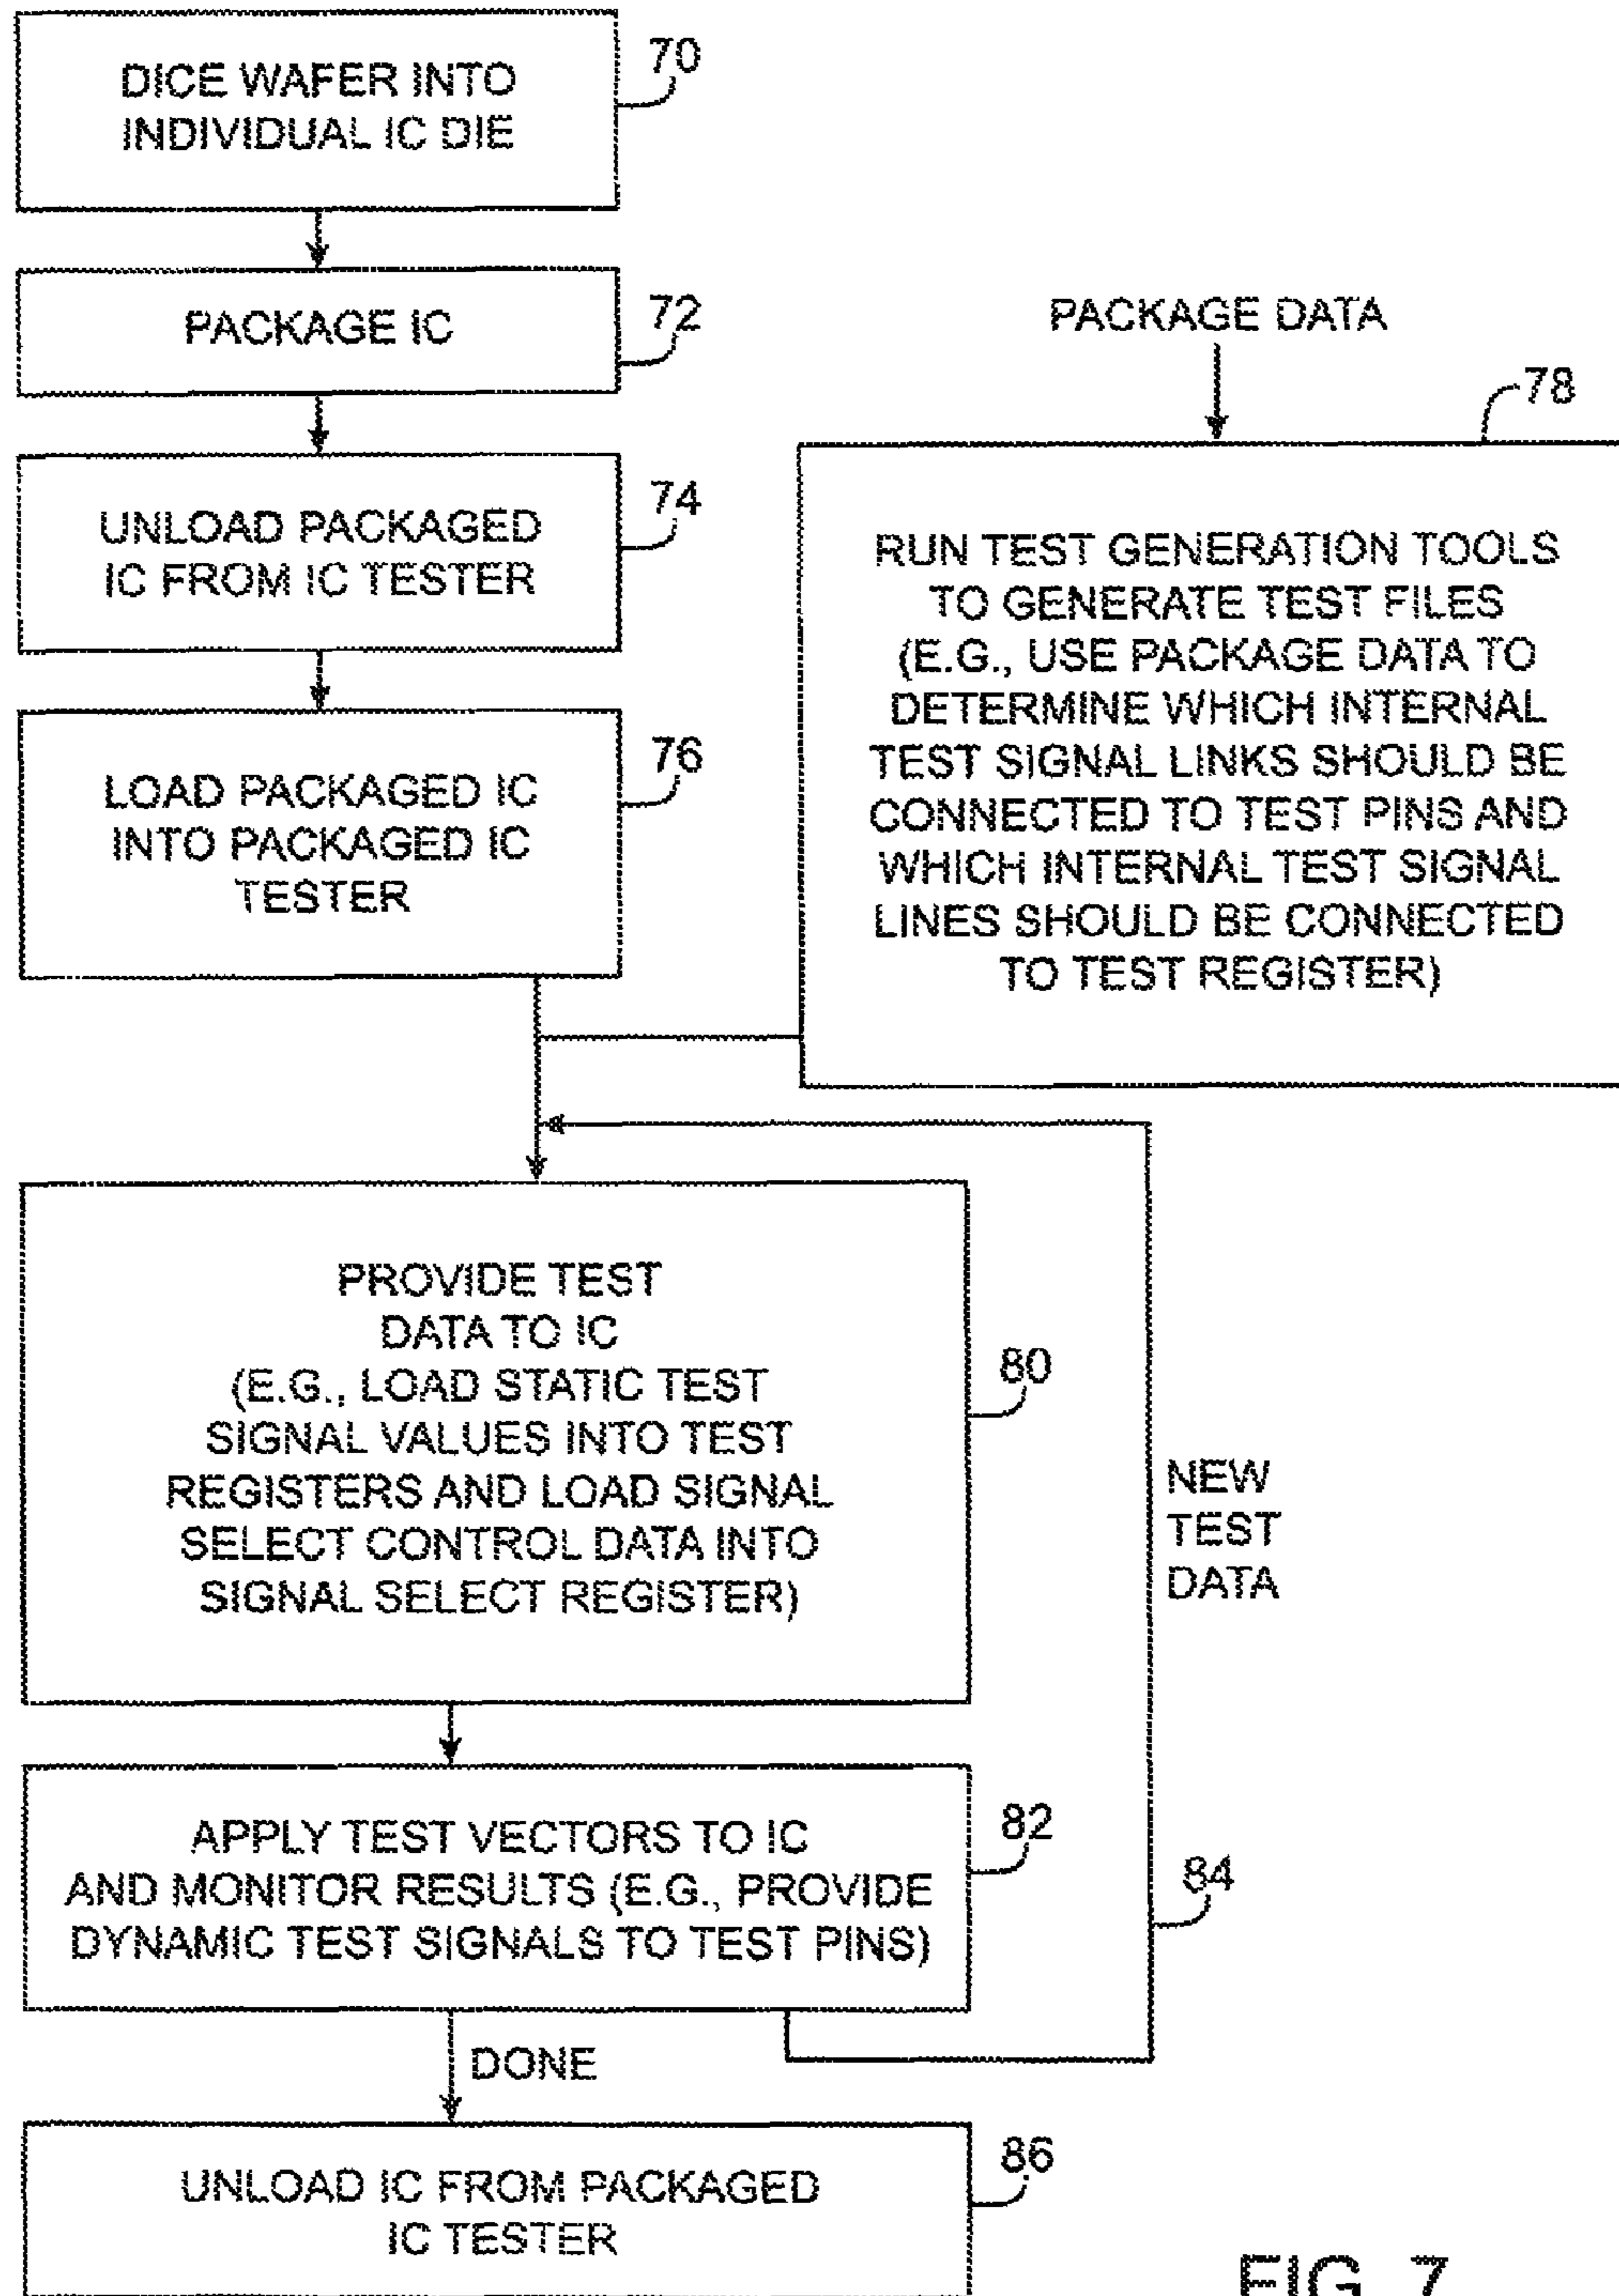 DICE WAFER INTO
INDIVIDUAL IC DIE
70
PACKAGE IC
72
UNLOAD PACKAGED
IC FROM IC TESTER
74
LOAD PACKAGED IC
INTO PACKAGED IC
TESTER
76
PACKAGE DATA
78
RUN TEST GENERATION TOOLS
TO GENERATE TEST FILES
(E.G., USE PACKAGE DATA TO
DETERMINE WHICH INTERNAL
TEST SIGNAL LINKS SHOULD BE
CONNECTED TO TEST PINS AND
WHICH INTERNAL TEST SIGNAL
LINES SHOULD BE CONNECTED
TO TEST REGISTER)
PROVIDE TEST
DATA TO IC
(E.G., LOAD STATIC TEST
SIGNAL VALUES INTO TEST
REGISTERS AND LOAD SIGNAL
SELECT CONTROL DATA INTO
SIGNAL SELECT REGISTER)
80
NEW
TEST
DATA
APPLY TEST VECTORS TO IC
AND MONITOR RESULTS (E.G., PROVIDE
DYNAMIC TEST SIGNALS TO TEST PINS)
82
84
DONE
UNLOAD IC FROM PACKAGED
IC TESTER
86
FIG. 7